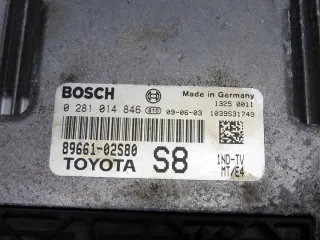 BOSCH Made in Germany
1325 0011
0 281 014 846 610 09-06-03 1039S31749
89661-02S80
TOYOTA S8 1ND-TV
MT/E4